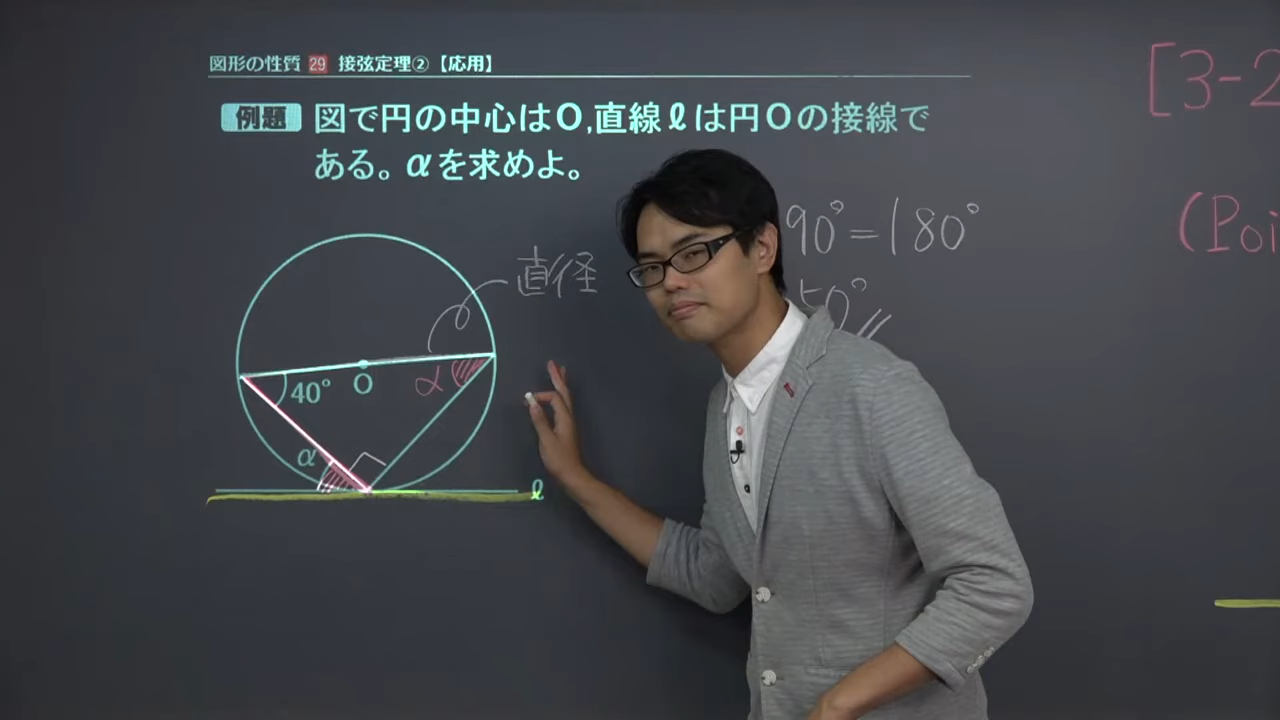 図形の性質 29 接弦定理②【応用】
例題 図で円の中心はO,直線ℓは円Oの接線で
ある。αを求めよ。
[3-2
(Poi
90°=180°
50°
直径
40°
O
α
α
ℓ